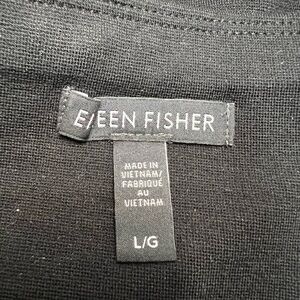 EILEEN FISHER
MADE IN
VIETNAM/
FABRIQUÉ
AU
VIETNAM
L/G